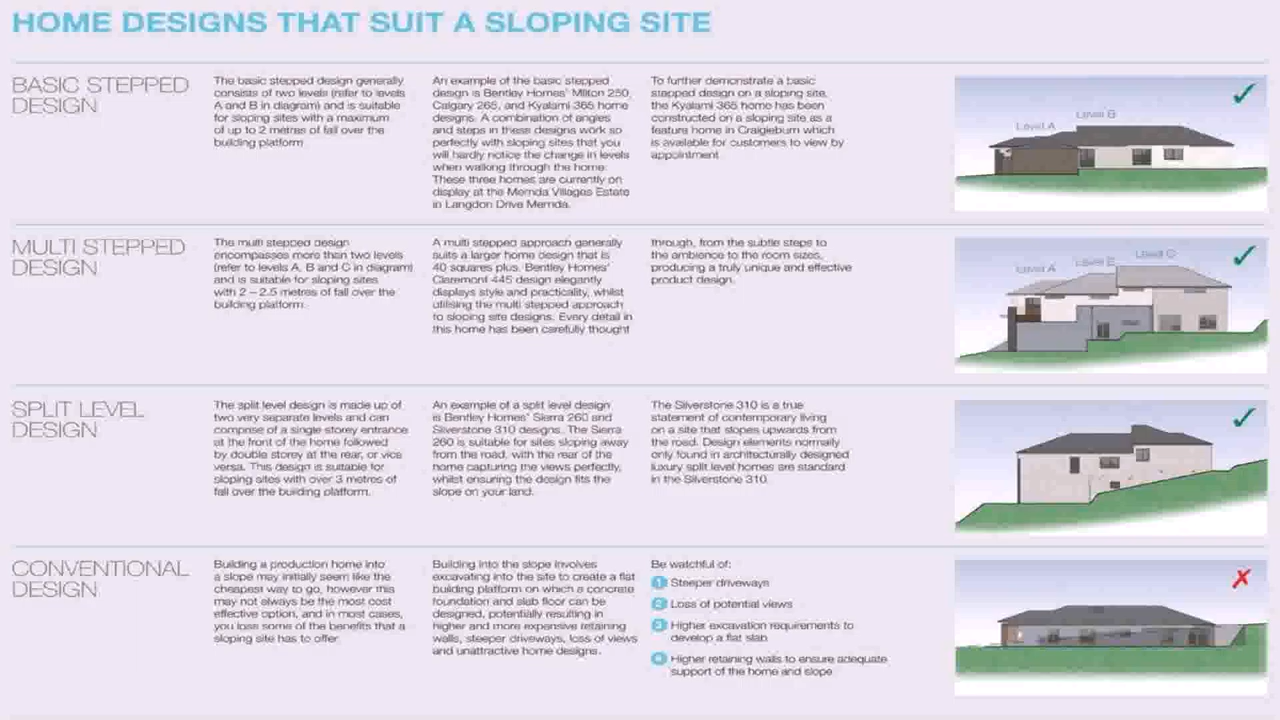 HOME DESIGNS THAT SUIT A SLOPING SITE
BASIC STEPPED
DESIGN
The basic stepped design generally
consists of two levels (refer to levels
A and B in diagram) and is suitable
for sloping sites with a maximum
of up to 2 metres of fall over the
building platform.
An example of the basic stepped
design is Bentley Homes' Milton 250,
Calgary 265, and Kyalami 365 home
designs. A combination of angles
and steps in these designs work so
perfectly with sloping sites that you
will hardly notice the change in levels
when walking through the home.
These three homes are currently on
display at the Mernda Villages Estate
in Langdon Drive Mernda.
To further demonstrate a basic
stepped design on a sloping site,
the Kyalami 365 home has been
constructed on a sloping site as a
feature home in Craigieburn which
is available for customers to view by
appointment.
Level A
Level B
MULTI STEPPED
DESIGN
The multi stepped design
encompasses more than two levels
(refer to levels A, B and C in diagram)
and is suitable for sloping sites
with 2 – 2.5 metres of fall over the
building platform.
A multi stepped approach generally
suits a larger home design that is
40 squares plus. Bentley Homes'
Claremont 445 design elegantly
displays style and practicality, whilst
utilising the multi stepped approach
to sloping site designs. Every detail in
this home has been carefully thought
through, from the subtle steps to
the ambience to the room sizes,
producing a truly unique and effective
product design.
Level A
Level B
Level C
SPLIT LEVEL
DESIGN
The split level design is made up of
two very separate levels and can
comprise of a single storey entrance
at the front of the home followed
by double storey at the rear, or vice
versa. This design is suitable for
sloping sites with over 3 metres of
fall over the building platform.
An example of a split level design
is Bentley Homes' Sierra 260 and
Silverstone 310 designs. The Sierra
260 is suitable for sites sloping away
from the road, with the rear of the
home capturing the views perfectly,
whilst ensuring the design fits the
slope on your land.
The Silverstone 310 is a true
statement of contemporary living
on a site that slopes upwards from
the road. Design elements normally
only found in architecturally designed
luxury split level homes are standard
in the Silverstone 310.
CONVENTIONAL
DESIGN
Building a production home into
a slope may initially seem like the
cheapest way to go, however this
may not always be the most cost
effective option, and in most cases,
you lose some of the benefits that a
sloping site has to offer.
Building into the slope involves
excavating into the site to create a flat
building platform on which a concrete
foundation and slab floor can be
designed, potentially resulting in
higher and more expensive retaining
walls, steeper driveways, loss of views
and unattractive home designs.
Be watchful of:
1 Steeper driveways
2 Loss of potential views
3 Higher excavation requirements to
develop a flat slab
4 Higher retaining walls to ensure adequate
support of the home and slope